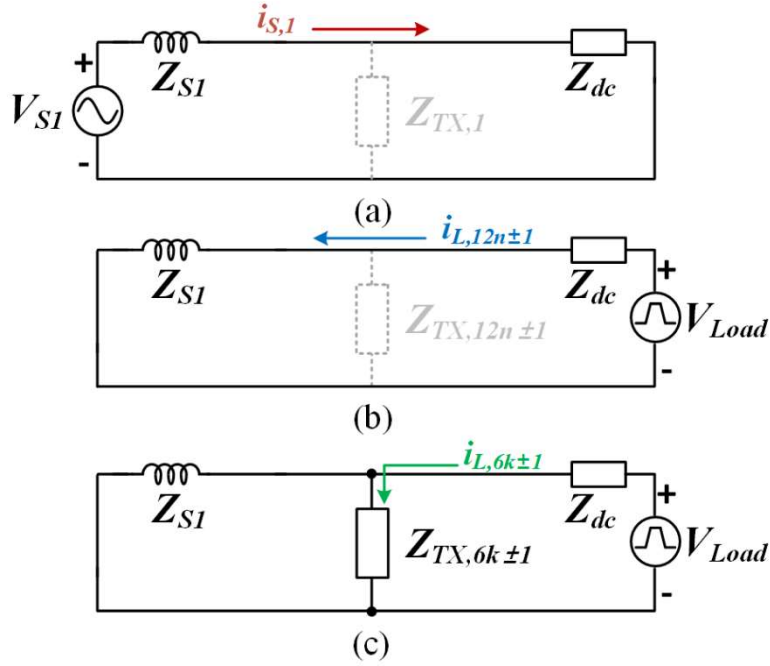 i_{S,1}
+ Z_{S1} Z_{dc}
V_{S1} Z_{TX,1}
-
(a)
i_{L,12n±1}
Z_{S1} Z_{dc} +
Z_{TX,12n±1} V_{Load}
-
(b)
i_{L,6k±1}
Z_{S1} Z_{dc} +
Z_{TX,6k±1} V_{Load}
-
(c)